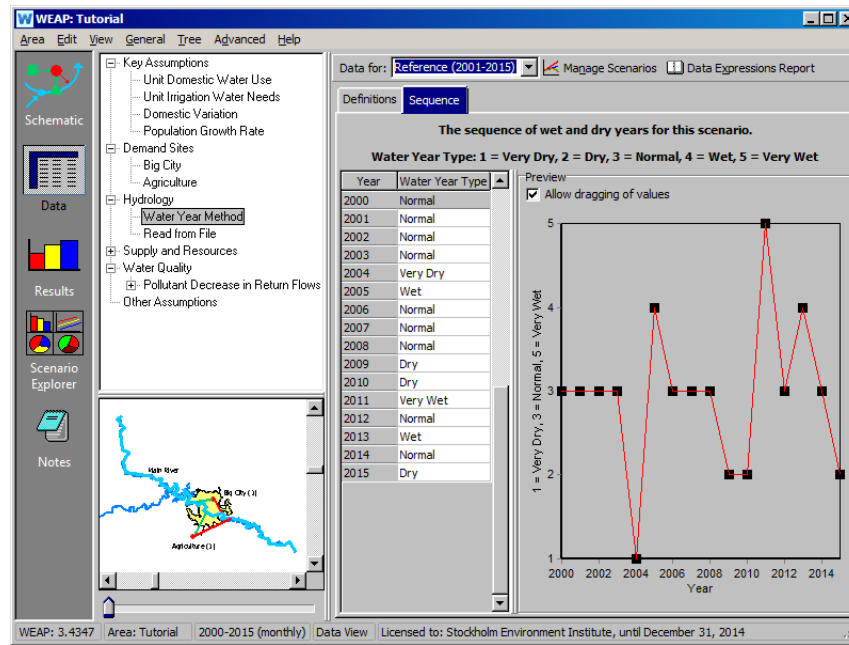 WEAP: Tutorial
Area Edit View General Tree Advanced Help
Schematic
Data
Results
Scenario
Explorer
Notes
Key Assumptions
Unit Domestic Water Use
Unit Irrigation Water Needs
Domestic Variation
Population Growth Rate
Demand Sites
Big City
Agriculture
Hydrology
Water Year Method
Read from File
Supply and Resources
Water Quality
Pollutant Decrease in Return Flows
Other Assumptions
Main River
Big City (1)
Agriculture (1)
Data for: Reference (2001-2015) Manage Scenarios Data Expressions Report
Definitions Sequence
The sequence of wet and dry years for this scenario.
Water Year Type: 1 = Very Dry, 2 = Dry, 3 = Normal, 4 = Wet, 5 = Very Wet
Year Water Year Type
2000 Normal
2001 Normal
2002 Normal
2003 Normal
2004 Very Dry
2005 Wet
2006 Normal
2007 Normal
2008 Normal
2009 Dry
2010 Dry
2011 Very Wet
2012 Normal
2013 Wet
2014 Normal
2015 Dry
Preview
Allow dragging of values
1 = Very Dry, 3 = Normal, 5 = Very Wet
5
4
3
2
1
2000 2002 2004 2006 2008 2010 2012 2014
Year
WEAP: 3.4347 Area: Tutorial 2000-2015 (monthly) Data View Licensed to: Stockholm Environment Institute, until December 31, 2014